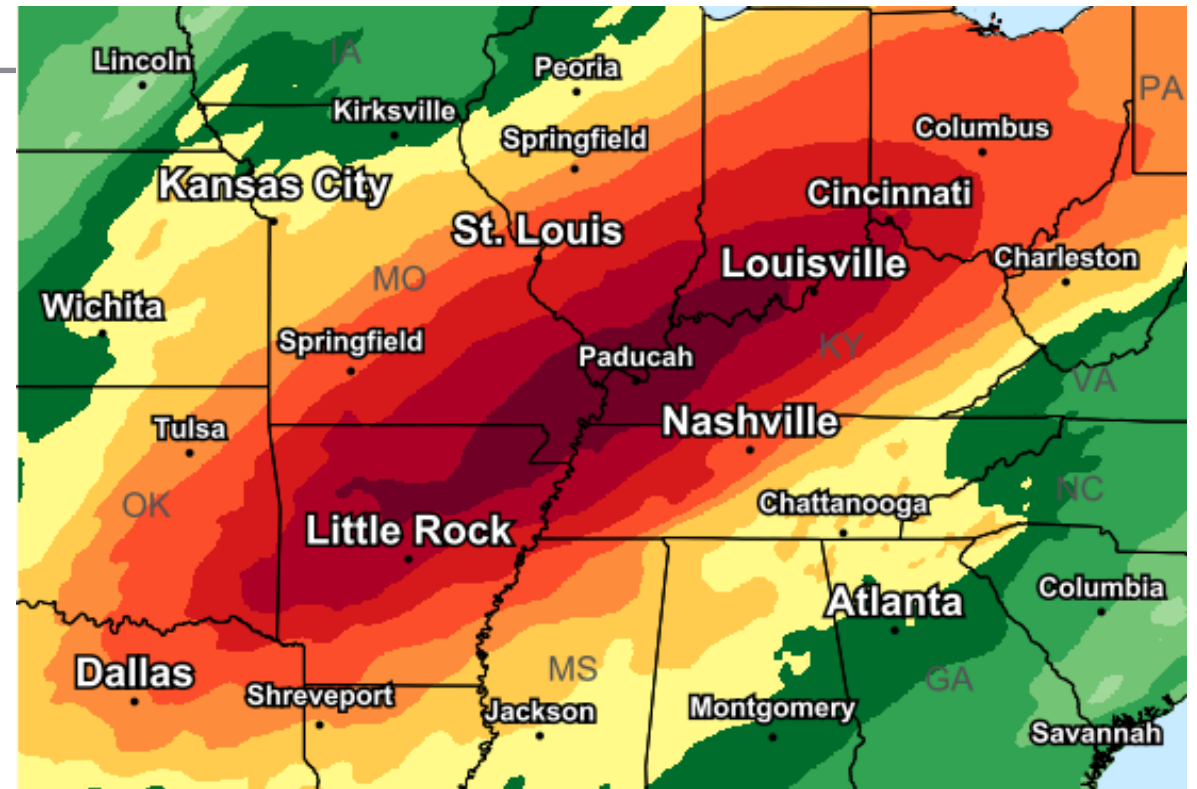 IA
Lincoln
Peoria
PA
Kirksville
Columbus
Springfield
Kansas City
Cincinnati
St. Louis
Charleston
Louisville
MO
Wichita
Springfield
KY
Paducah
VA
Tulsa
Nashville
NC
OK
Chattanooga
Little Rock
Columbia
Atlanta
Dallas
MS
GA
Shreveport
Jackson
Montgomery
Savannah